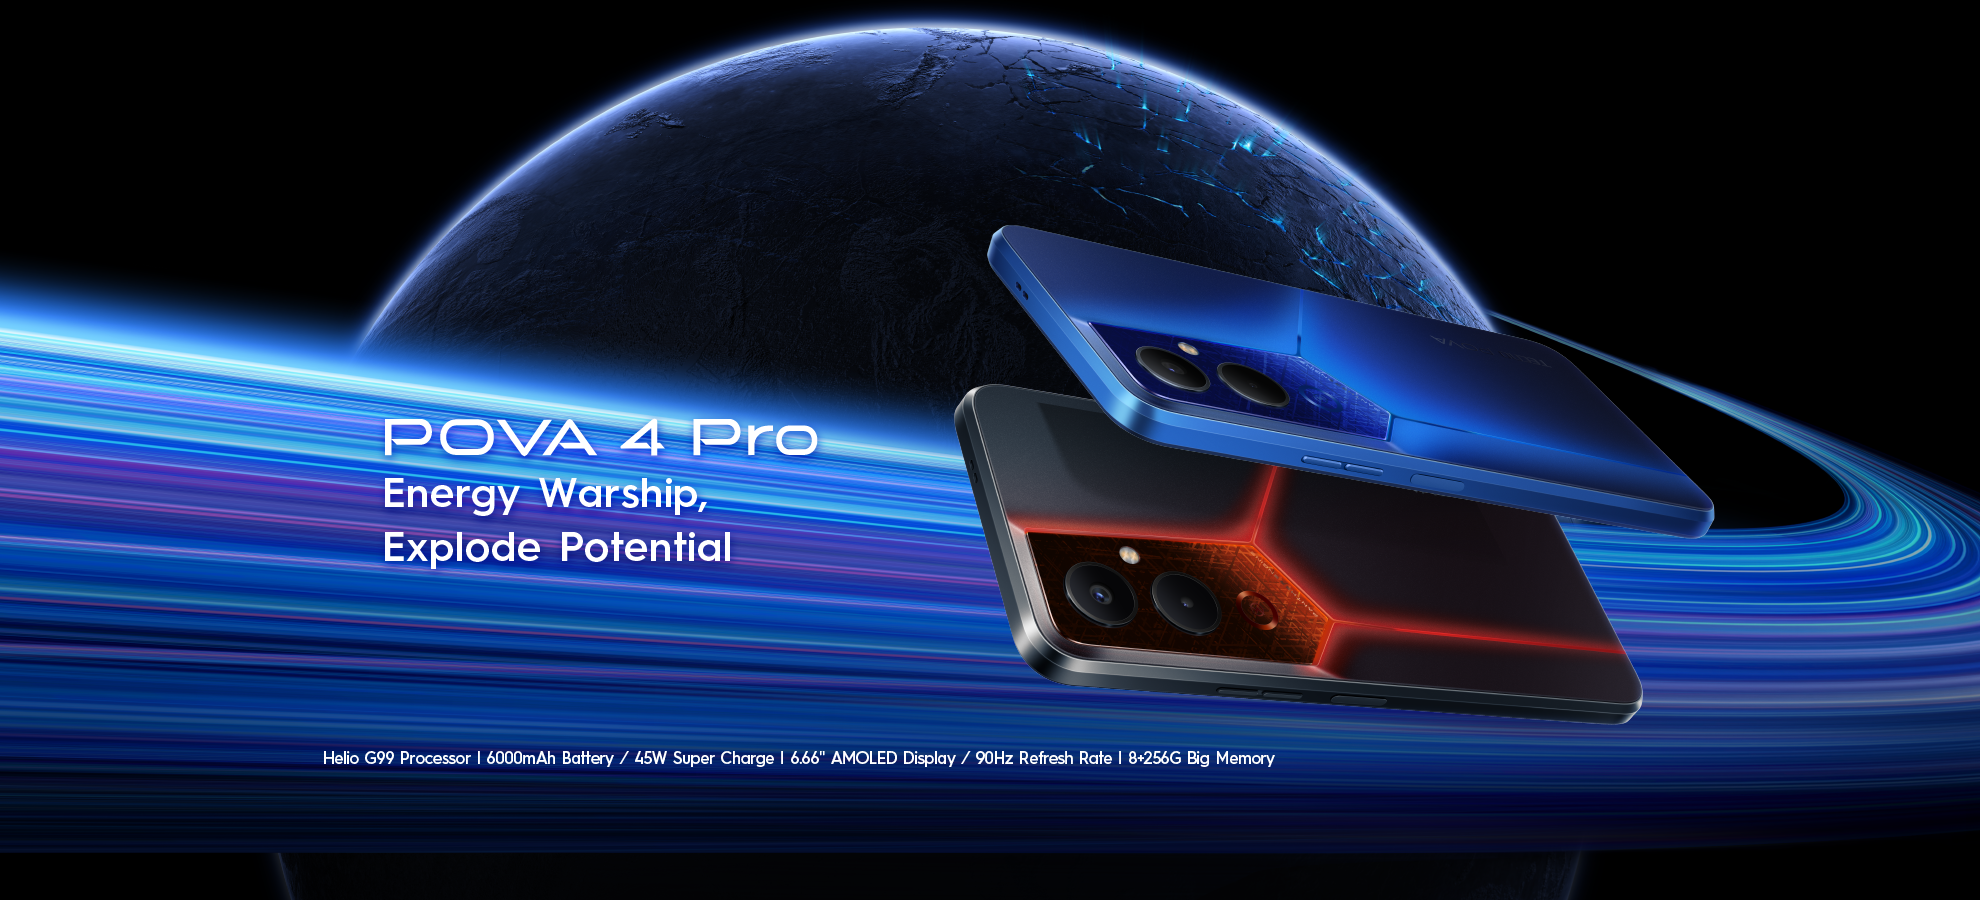 POVA 4 Pro
Energy Warship,
Explode Potential
Helio G99 Processor | 6000mAh Battery / 45W Super Charge | 6.66" AMOLED Display / 90Hz Refresh Rate | 8+256G Big Memory